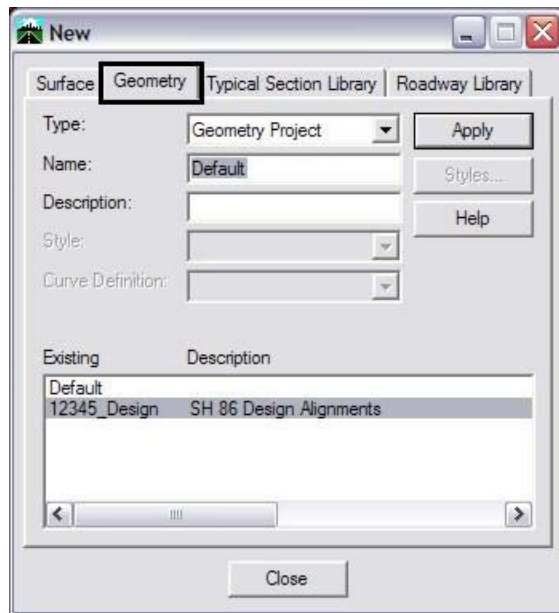 New
Surface Geometry Typical Section Library Roadway Library
Type: Geometry Project Apply
Name: Default Styles...
Description: Help
Style:
Curve Definition:
Existing Description
Default
12345_Design SH 86 Design Alignments
Close